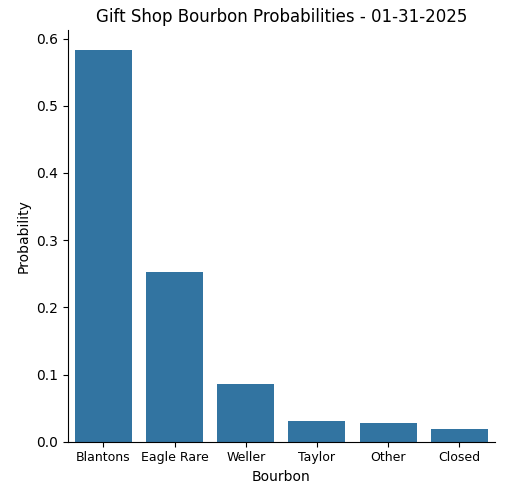 Gift Shop Bourbon Probabilities - 01-31-2025
0.6
0.5
0.4
0.3
0.2
0.1
0.0
Probability
Blantons Eagle Rare Weller Taylor Other Closed
Bourbon